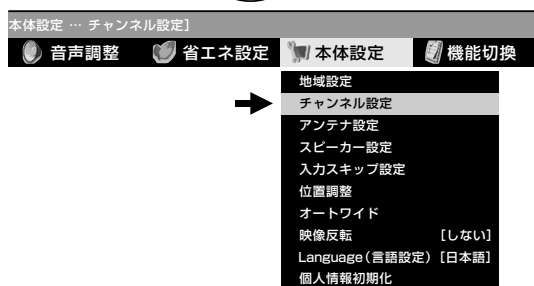 本体設定 … チャンネル設定]
音声調整 省エネ設定 本体設定 機能切換
地域設定
チャンネル設定
アンテナ設定
スピーカー設定
入力スキップ設定
位置調整
オートワイド
映像反転 [しない]
Language(言語設定) [日本語]
個人情報初期化